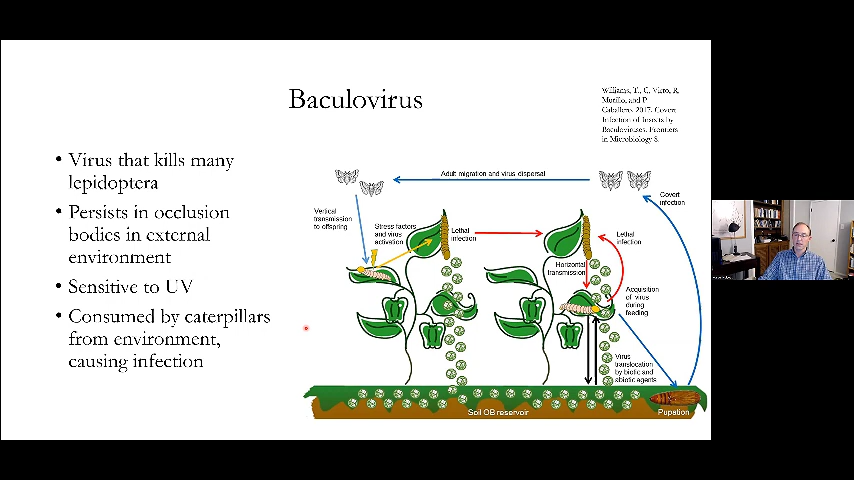 Baculovirus
Williams, T., C. Virto, R.
Murillo, and P.
Caballero. 2017. Covert
Infection of Insects by
Baculoviruses. Frontiers
in Microbiology 8.
• Virus that kills many
lepidoptera
• Persists in occlusion
bodies in external
environment
• Sensitive to UV
• Consumed by caterpillars
from environment,
causing infection
Adult migration and virus dispersal
Covert
infection
Vertical
transmission
to offspring
Stress factors
and virus
activation
Lethal
infection
Lethal
infection
Horizontal
transmission
Acquisition
of virus
during
feeding
Virus
translocation
by biotic and
abiotic agents
Soil OB reservoir
Pupation